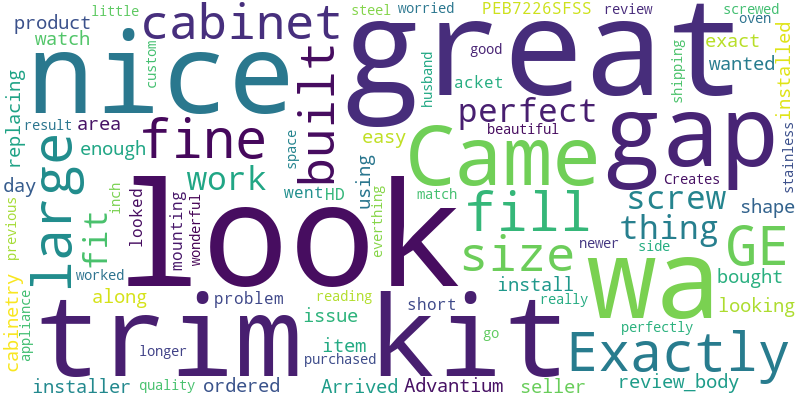 little
steel
worried
PEB7226SFSS
review
screwed
product
cabinet
great
oven
watch
nice
custom
built
good
exact
installed
wanted
husband
acket
shipping
replacing
result
area
fine
space
perfect
beautiful
gap
enough
easy
Came
stainless
day
large
work
using
went
HD
match
fill
Creates
screw
shape
fit
inch
looked
mounting
wonderful
look
everything
thing
previous
size
newer
side
GE
worked
install
wa
bought
cabinetry
appliance
along
problem
reading
short
really
looking
trim
kit
issue
perfectly
longer
item
purchased
go
Exactly
installer
quality
ordered
Arrived
Advantium
seller
review_body